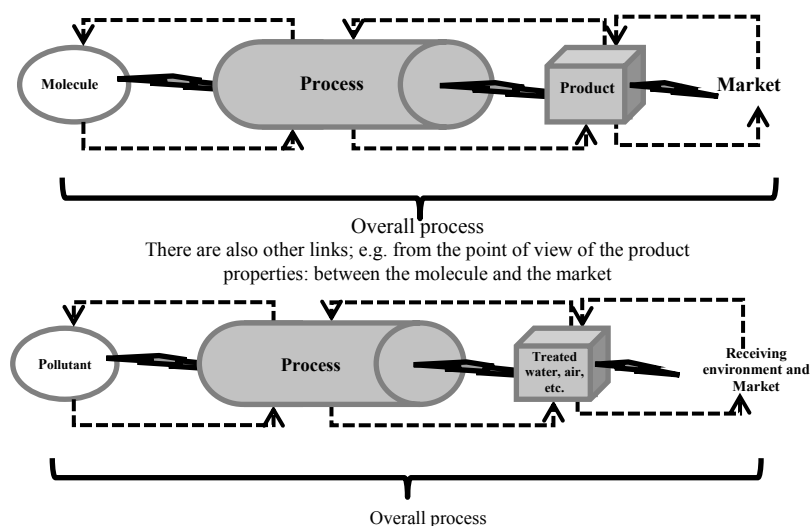 Molecule
Process
Product
Market
Overall process
There are also other links; e.g. from the point of view of the product
properties: between the molecule and the market
Pollutant
Process
Treated
water, air,
etc.
Receiving
environment and
Market
Overall process